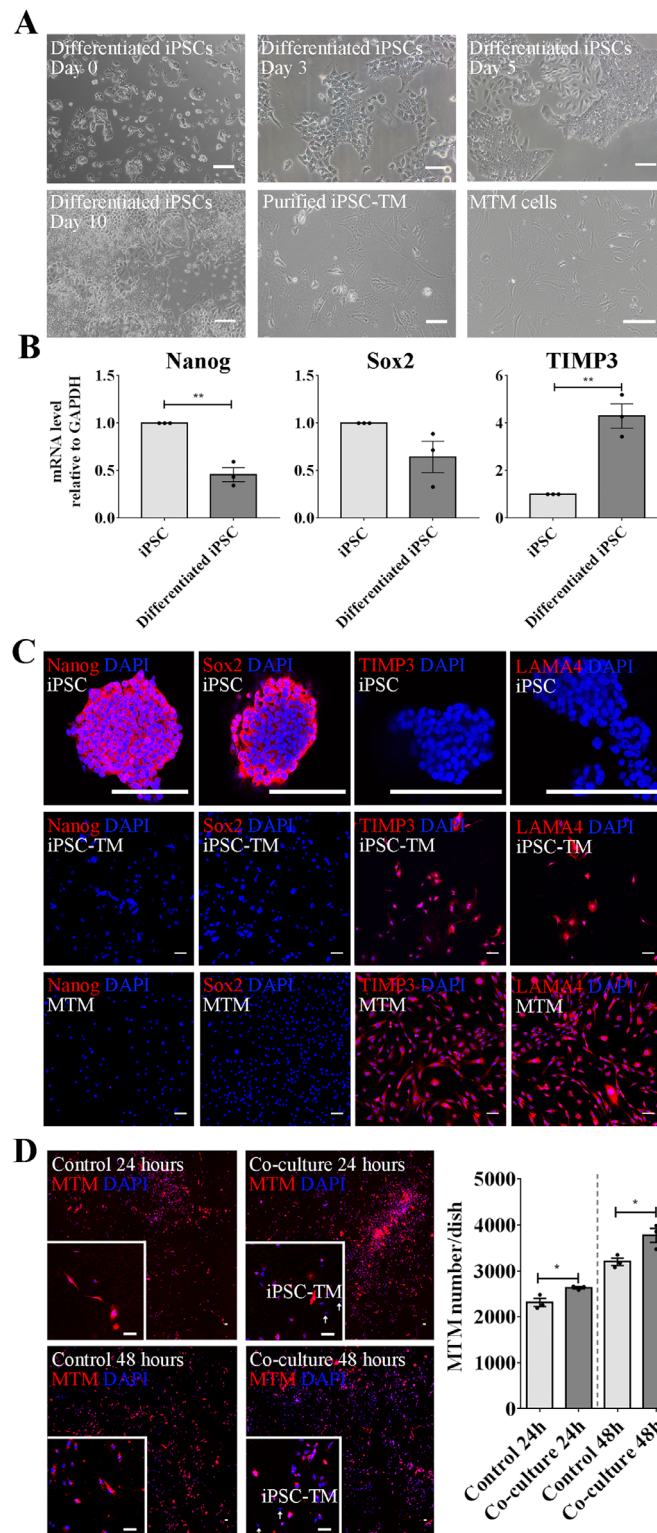 A
Differentiated iPSCs
Day 0
Differentiated iPSCs
Day 3
Differentiated iPSCs
Day 5
Differentiated iPSCs
Day 10
Purified iPSC-TM
MTM cells
B
Nanog
mRNA level
relative to GAPDH
1.5
1.0
0.5
0.0
**
iPSC
Differentiated iPSC
Sox2
1.5
1.0
0.5
0.0
iPSC
Differentiated iPSC
TIMP3
6
4
2
0
**
iPSC
Differentiated iPSC
C
Nanog DAPI
iPSC
Sox2 DAPI
iPSC
TIMP3 DAPI
iPSC
LAMA4 DAPI
iPSC
Nanog DAPI
iPSC-TM
Sox2 DAPI
iPSC-TM
TIMP3 DAPI
iPSC-TM
LAMA4 DAPI
iPSC-TM
Nanog DAPI
MTM
Sox2 DAPI
MTM
TIMP3 DAPI
MTM
LAMA4 DAPI
MTM
D
Control 24 hours
MTM DAPI
Co-culture 24 hours
MTM DAPI
iPSC-TM
Control 48 hours
MTM DAPI
Co-culture 48 hours
MTM DAPI
iPSC-TM
MTM number/dish
5000
4000
3000
2000
1000
0
*
*
Control 24h
Co-culture 24h
Control 48h
Co-culture 48h